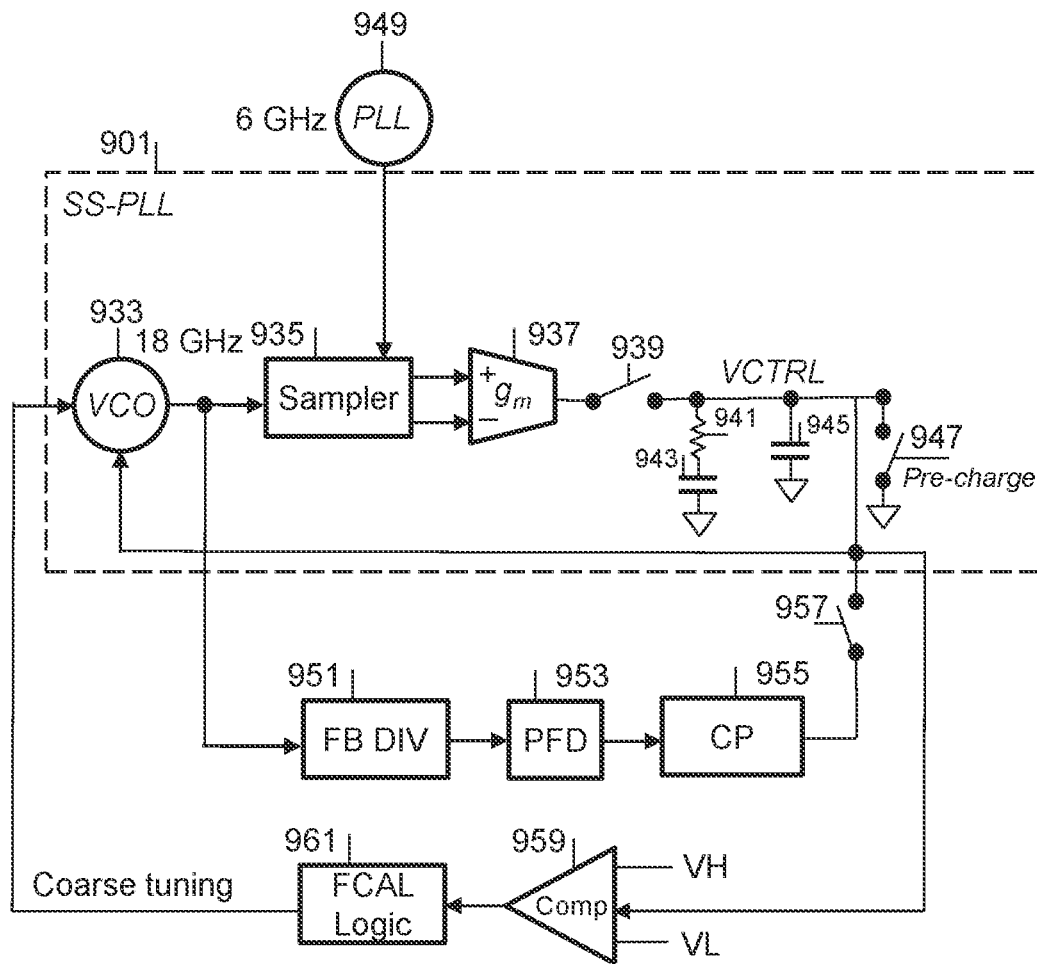 949
6 GHz
PLL
901
SS-PLL
933
18 GHz
935
937
939
VCO
Sampler
+
gm
−
VCTRL
941
943
945
947
Pre-charge
957
951
953
955
FB DIV
PFD
CP
961
959
VH
Coarse tuning
FCAL
Logic
Comp
VL